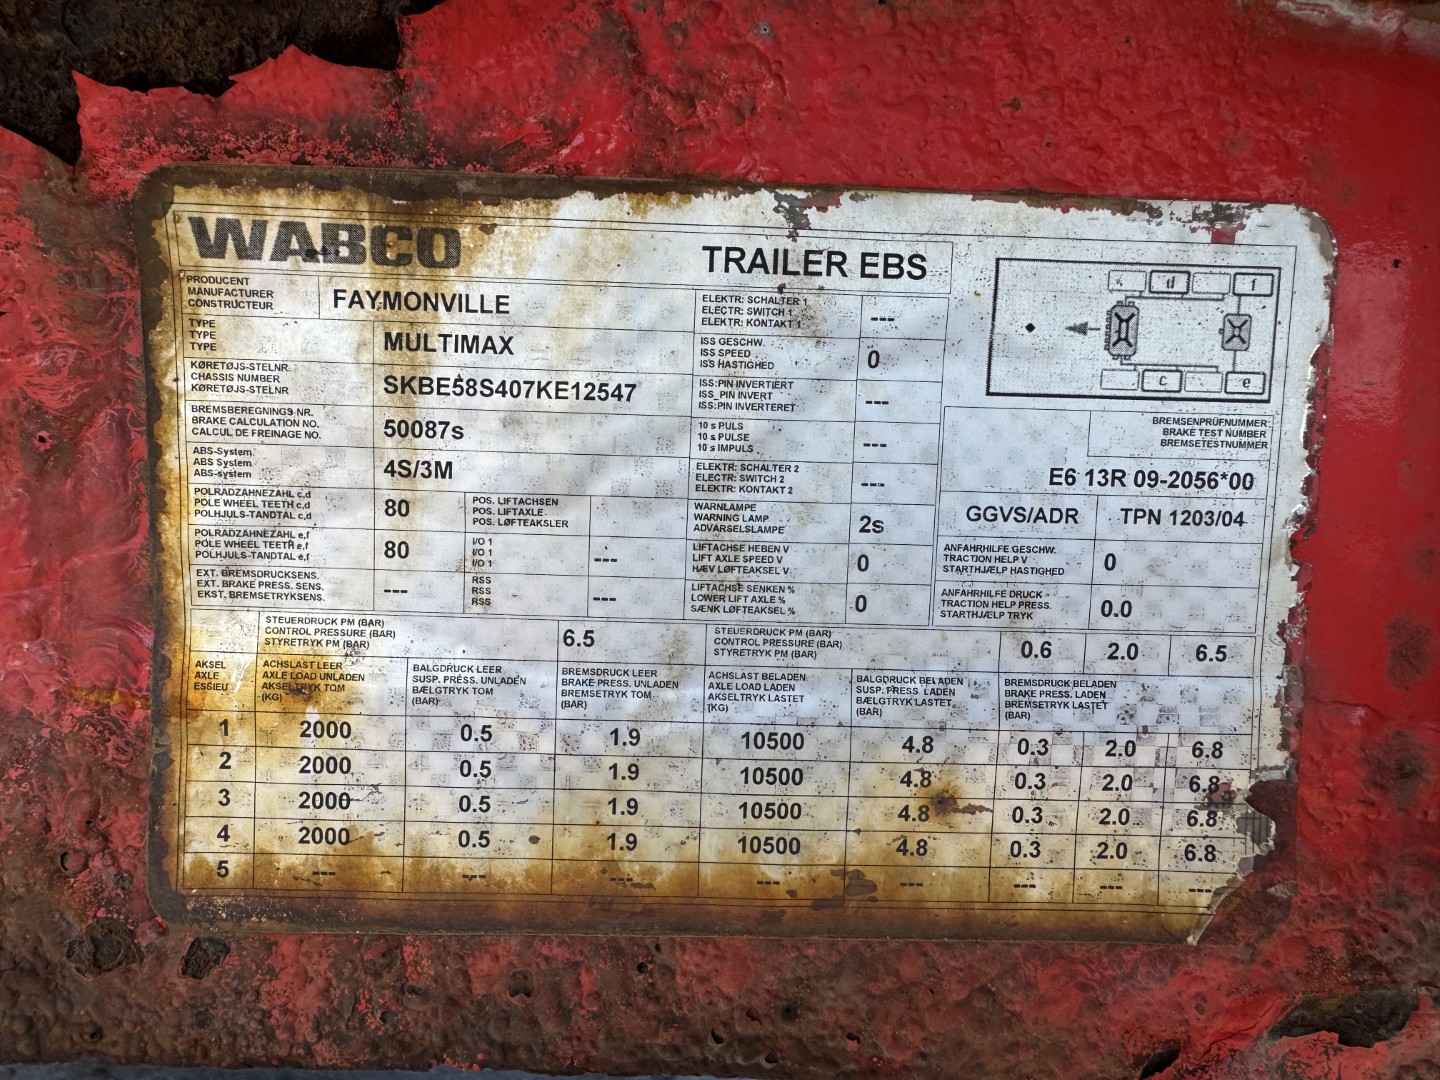 WABCO
TRAILER EBS
PRODUCENT
MANUFACTURER
CONSTRUCTEUR
FAYMONVILLE
TYPE
TYPE
TYPE
MULTIMAX
KØRETØJS-STELNR.
CHASSIS NUMBER
KØRETØJS-STELNR
SKBE58S407KE12547
BREMSBEREGNINGS-NR.
BRAKE CALCULATION NO.
CALCUL DE FREINAGE NO.
50087s
ABS-System
ABS System
ABS-system
4S/3M
POLRADZAHNEZAHL c,d
POLE WHEEL TEETH c,d
POLHJULS-TANDTAL c,d
80
POS. LIFTACHSEN
POS. LIFTAXLE
POS. LØFTEAKSLER
POLRADZAHNEZAHL e,f
POLE WHEEL TEETH e,f
POLHJULS-TANDTAL e,f
80
I/O 1
I/O 1
I/O 1
---
EXT. BREMSDRUCKSENS.
EXT. BRAKE PRESS. SENS.
EKST. BREMSETRYKSENS.
---
RSS
RSS
RSS
---
ELEKTR: SCHALTER 1
ELECTR: SWITCH 1
ELEKTR: KONTAKT 1
---
ISS GESCHW.
ISS SPEED
ISS HASTIGHED
0
ISS:PIN INVERTIERT
ISS_PIN INVERT
ISS:PIN INVERTERET
---
10 s PULS
10 s PULSE
10 s IMPULS
---
ELEKTR: SCHALTER 2
ELECTR: SWITCH 2
ELEKTR: KONTAKT 2
---
WARNLAMPE
WARNING LAMP
ADVARSELSLAMPE
2s
LIFTACHSE HEBEN V
LIFT AXLE SPEED V
HÆV LØFTEAKSEL V.
0
LIFTACHSE SENKEN %
LOWER LIFT AXLE %
SÆNK LØFTEAKSEL %
0
d
f
c
e
BREMSENPRÜFNUMMER
BRAKE TEST NUMBER
BREMSETESTNUMMER
E6 13R 09-2056*00
GGVS/ADR
TPN 1203/04
ANFAHRHILFE GESCHW.
TRACTION HELP V
STARTHJÆLP HASTIGHED
0
ANFAHRHILFE DRUCK
TRACTION HELP PRESS.
STARTHJÆLP TRYK
0.0
STEUERDRUCK PM (BAR)
CONTROL PRESSURE (BAR)
STYRETRYK PM (BAR)
6.5
STEUERDRUCK PM (BAR)
CONTROL PRESSURE (BAR)
STYRETRYK PM (BAR)
0.6 2.0 6.5
AKSEL
AXLE
ESSIEU
ACHSLAST LEER
AXLE LOAD UNLADEN
AKSELTRYK TOM
(KG)
BALGDRUCK LEER
SUSP. PRESS. UNLADEN
BÆLGTRYK TOM
(BAR)
BREMSDRUCK LEER
BRAKE PRESS. UNLADEN
BREMSETRYK TOM
(BAR)
ACHSLAST BELADEN
AXLE LOAD LADEN
AKSELTRYK LASTET
(KG)
BALGDRUCK BELADEN
SUSP. PRESS. LADEN
BÆLGTRYK LASTET
(BAR)
BREMSDRUCK BELADEN
BRAKE PRESS. LADEN
BREMSETRYK LASTET
(BAR)
1 2000 0.5 1.9 10500 4.8 0.3 2.0 6.8
2 2000 0.5 1.9 10500 4.8 0.3 2.0 6.8
3 2000 0.5 1.9 10500 4.8 0.3 2.0 6.8
4 2000 0.5 1.9 10500 4.8 0.3 2.0 6.8
5 --- --- --- --- --- --- --- ---